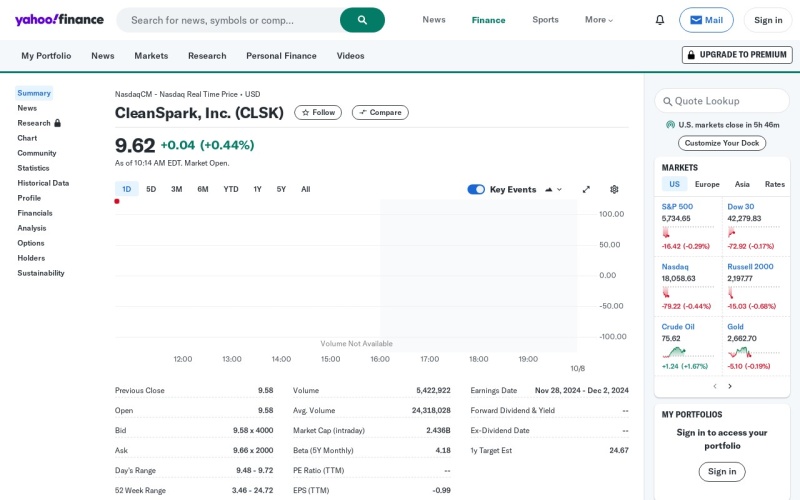 yahoo!finance
Search for news, symbols or comp...
News
Finance
Sports
More
Mail
Sign in
My Portfolio
News
Markets
Research
Personal Finance
Videos
UPGRADE TO PREMIUM
Summary
News
Research
Chart
Community
Statistics
Historical Data
Profile
Financials
Analysis
Options
Holders
Sustainability
NasdaqCM - Nasdaq Real Time Price • USD
CleanSpark, Inc. (CLSK)
Follow
Compare
9.62 +0.04 (+0.44%)
As of 10:14 AM EDT. Market Open.
1D 5D 3M 6M YTD 1Y 5Y All
Key Events
100.00
50.00
0.00
-50.00
-100.00
Volume Not Available
12:00 13:00 14:00 15:00 16:00 17:00 18:00 19:00
10/8
Previous Close 9.58
Open 9.58
Bid 9.58 x 4000
Ask 9.66 x 2000
Day's Range 9.48 - 9.72
52 Week Range 3.46 - 24.72
Volume 5,422,922
Avg. Volume 24,318,028
Market Cap (intraday) 2.436B
Beta (5Y Monthly) 4.18
PE Ratio (TTM) --
EPS (TTM) -0.99
Earnings Date Nov 28, 2024 - Dec 2, 2024
Forward Dividend & Yield --
Ex-Dividend Date --
1y Target Est 24.67
Quote Lookup
U.S. markets close in 5h 46m
Customize Your Dock
MARKETS
US Europe Asia Rates
S&P 500
5,734.65
-16.42 (-0.29%)
Dow 30
42,279.83
-72.92 (-0.17%)
Nasdaq
18,058.63
-79.22 (-0.44%)
Russell 2000
2,197.77
-15.03 (-0.68%)
Crude Oil
75.62
+1.24 (+1.67%)
Gold
2,662.70
-5.10 (-0.19%)
MY PORTFOLIOS
Sign in to access your
portfolio
Sign in